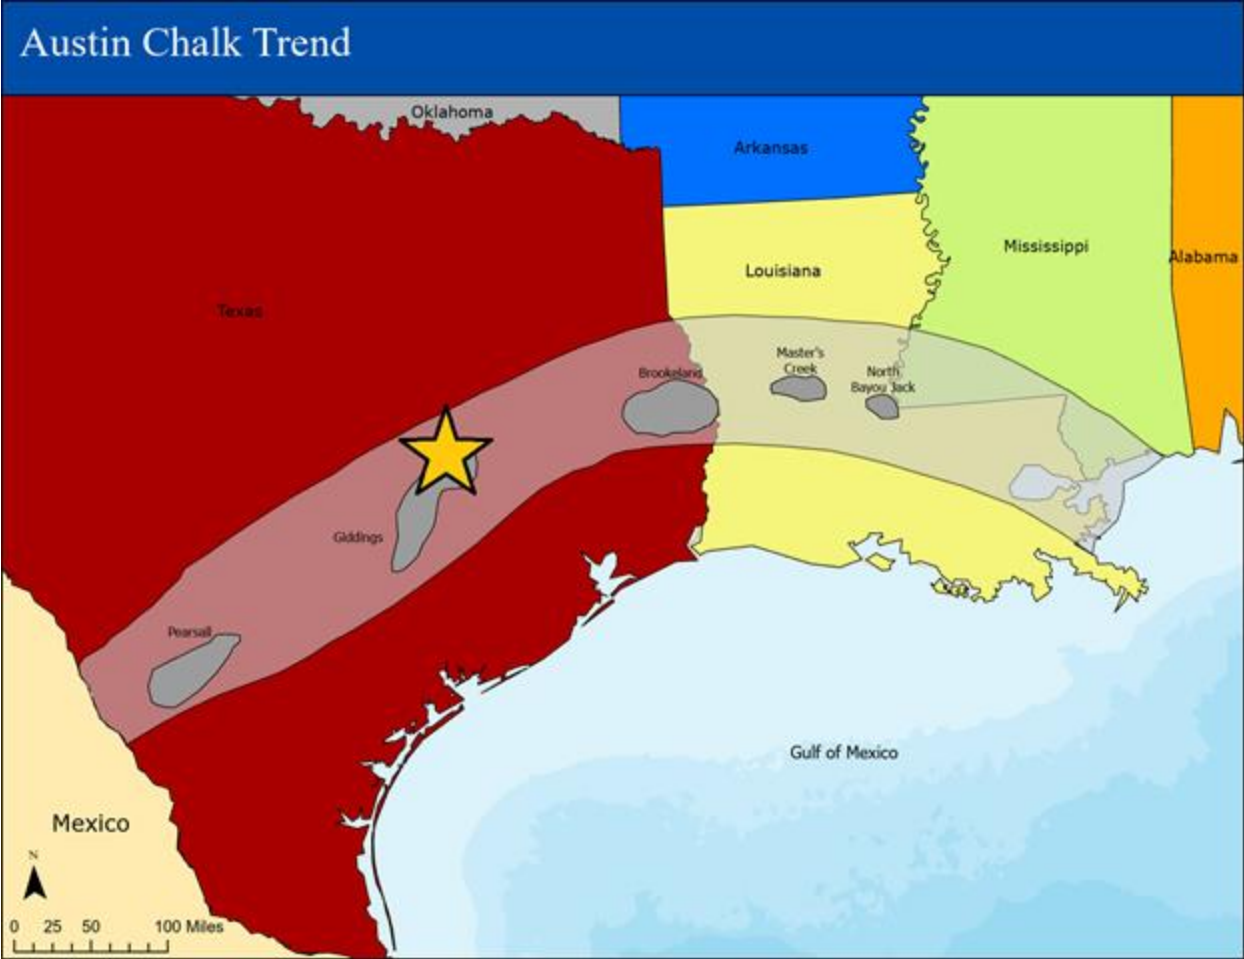 Austin Chalk Trend
Oklahoma
Arkansas
Mississippi
Alabama
Louisiana
Texas
Master's
Creek
Brookeland
North
Bayou Jack
Giddings
Pearsall
Gulf of Mexico
Mexico
N
0 25 50 100 Miles